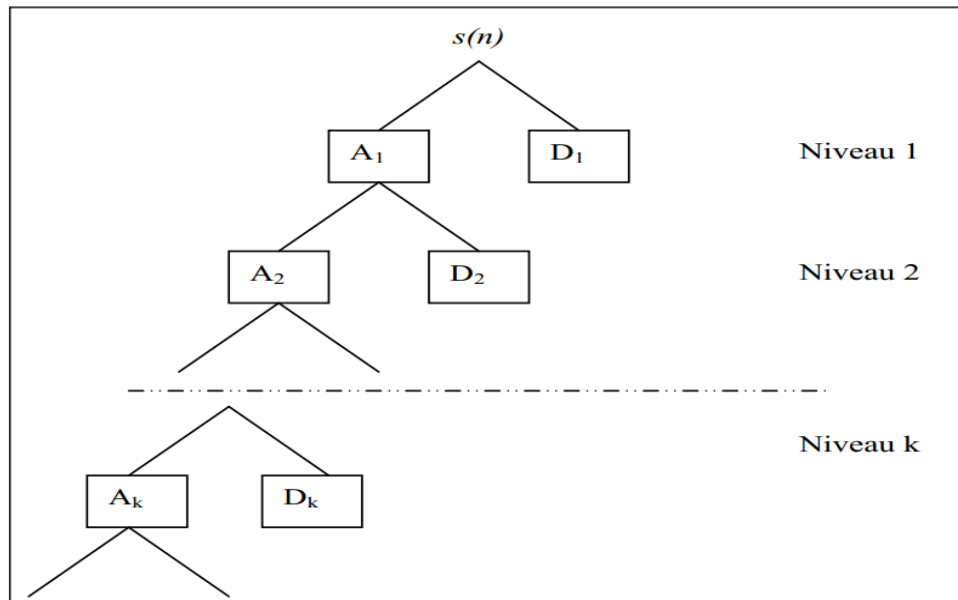 s(n)
A₁ D₁ Niveau 1
A₂ D₂ Niveau 2
Niveau k
Aₖ Dₖ